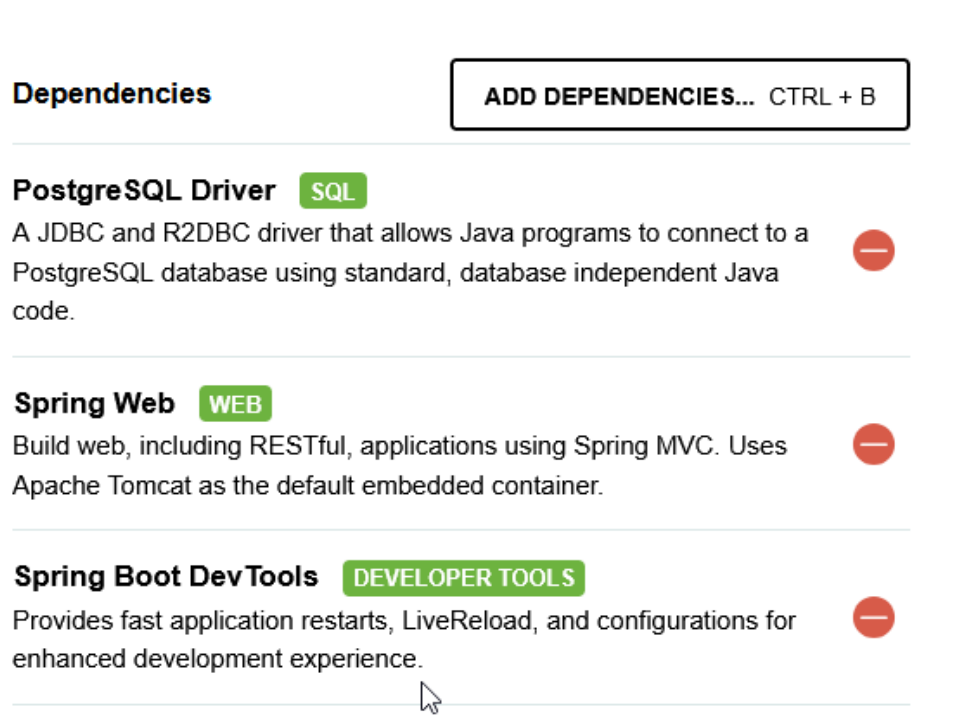 Dependencies
ADD DEPENDENCIES... CTRL + B
PostgreSQL Driver SQL
A JDBC and R2DBC driver that allows Java programs to connect to a
PostgreSQL database using standard, database independent Java
code.
Spring Web WEB
Build web, including RESTful, applications using Spring MVC. Uses
Apache Tomcat as the default embedded container.
Spring Boot DevTools DEVELOPER TOOLS
Provides fast application restarts, LiveReload, and configurations for
enhanced development experience.